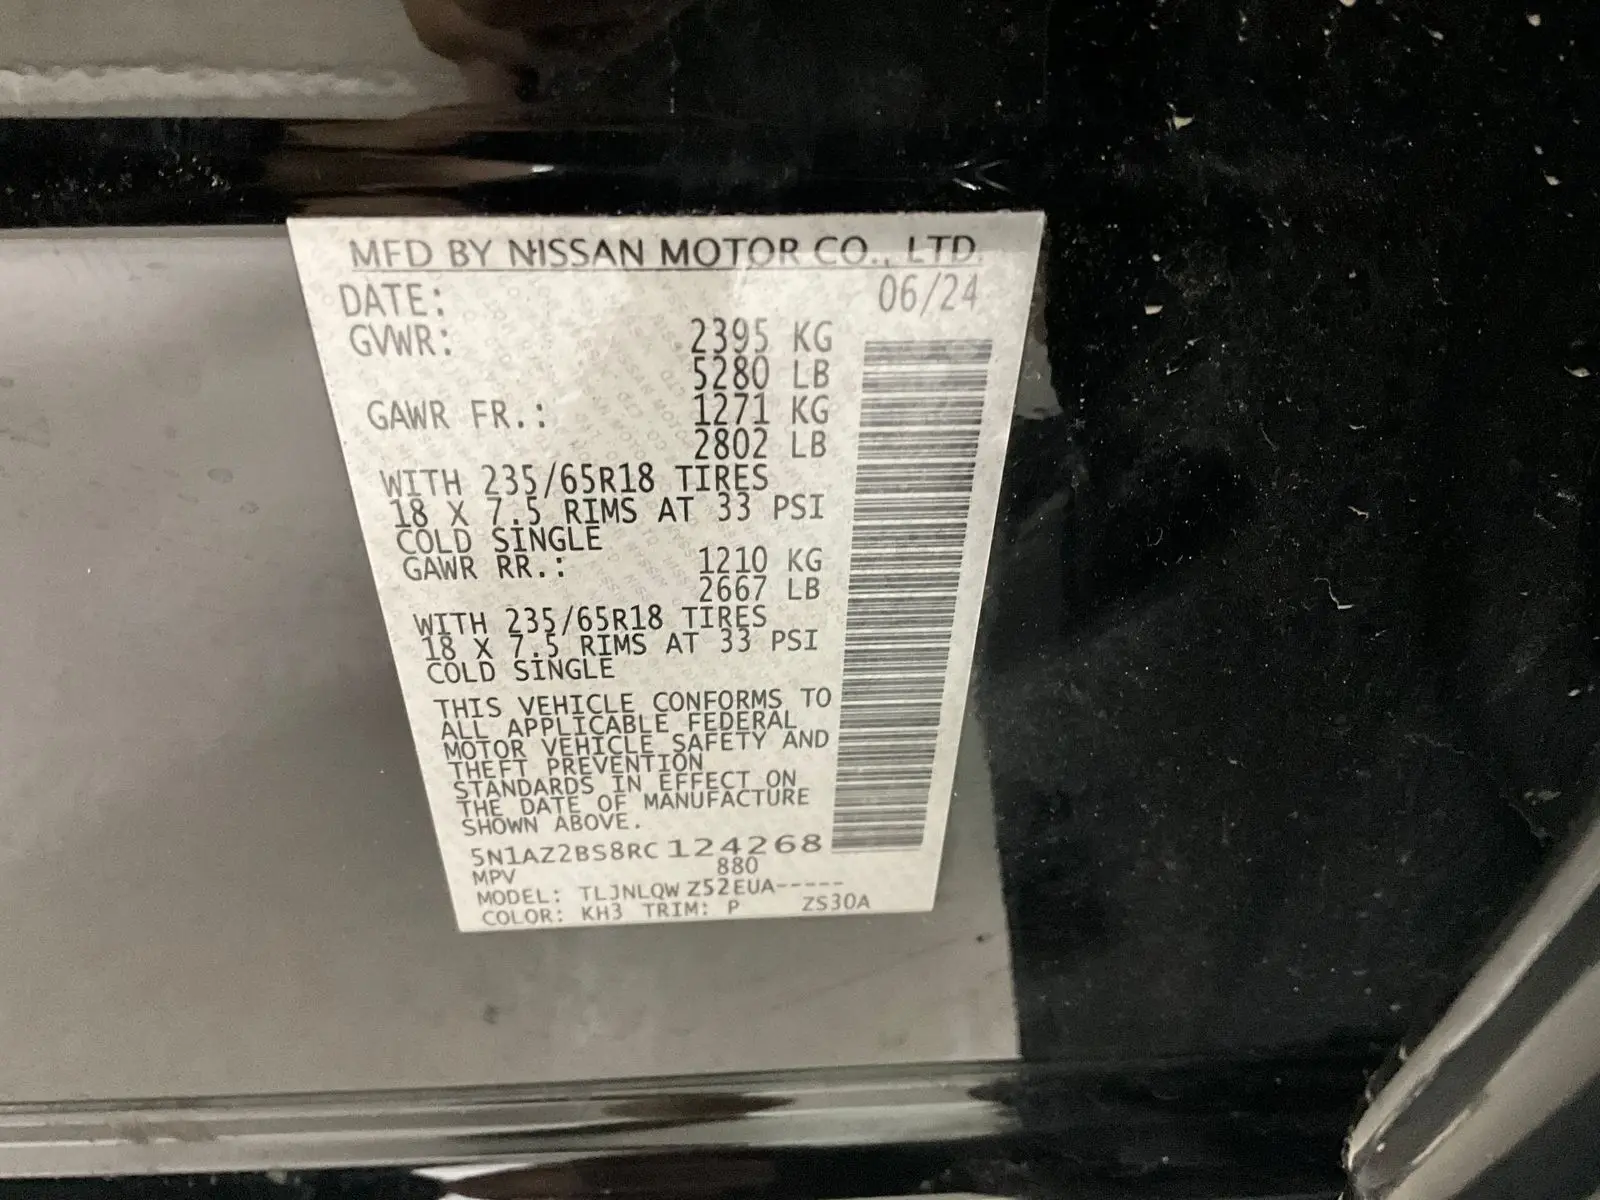 MFD BY NISSAN MOTOR CO., LTD.
DATE: 06/24
GVWR: 2395 KG
5280 LB
GAWR FR.: 1271 KG
2802 LB
WITH 235/65R18 TIRES
18 X 7.5 RIMS AT 33 PSI
COLD SINGLE
GAWR RR.: 1210 KG
2667 LB
WITH 235/65R18 TIRES
18 X 7.5 RIMS AT 33 PSI
COLD SINGLE
THIS VEHICLE CONFORMS TO
ALL APPLICABLE FEDERAL
MOTOR VEHICLE SAFETY AND
THEFT PREVENTION
STANDARDS IN EFFECT ON
THE DATE OF MANUFACTURE
SHOWN ABOVE.
5N1AZ2BS8RC124268
MPV 880
MODEL: TLJNLQWZ52EUA-----
COLOR: KH3 TRIM: P ZS30A